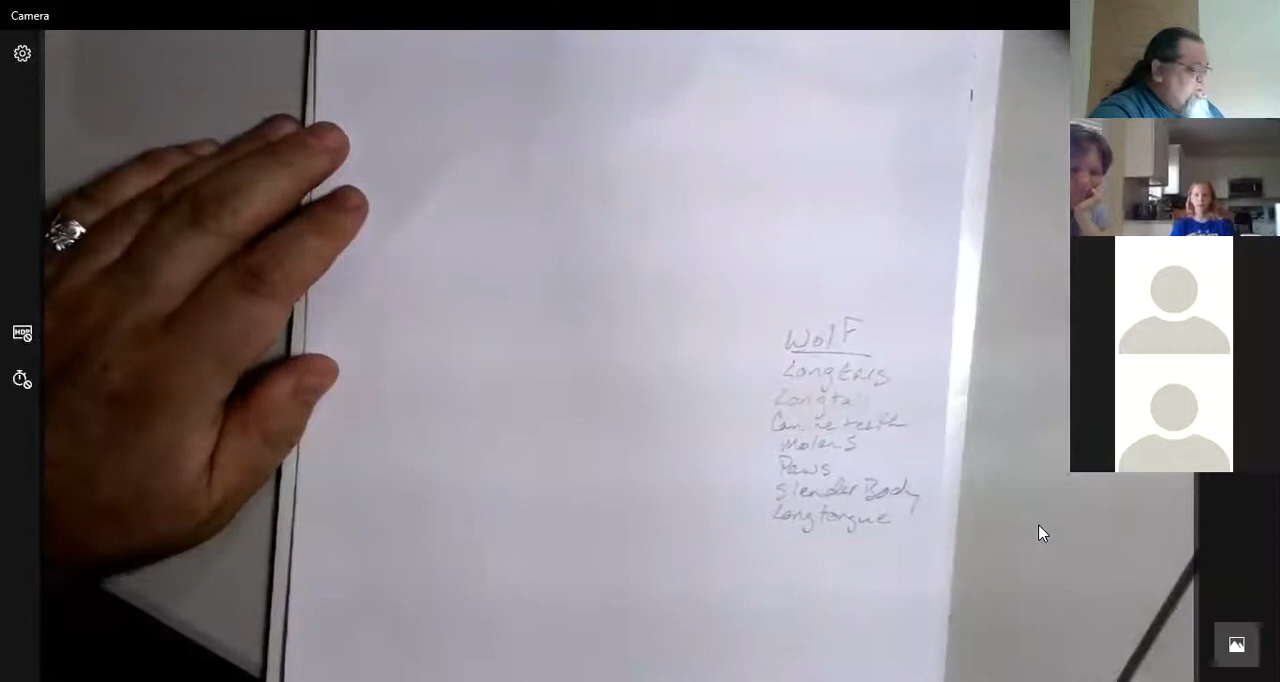 Camera
Wolf
Long Ears
Long tail
Canine teeth
Molars
Paws
Slender Body
Long tongue